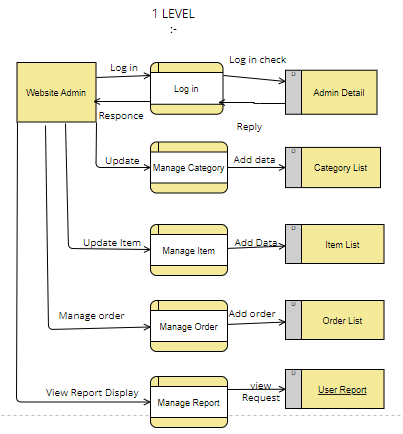 1 LEVEL
:-
Log in
Log in check
Website Admin
Log in
D
Admin Detail
Responce
Reply
Update
Manage Category
Add data
D
Category List
Update Item
Manage Item
Add Data
D
Item List
Manage order
Manage Order
Add order
D
Order List
View Report Display
Manage Report
view
Request
D
User Report